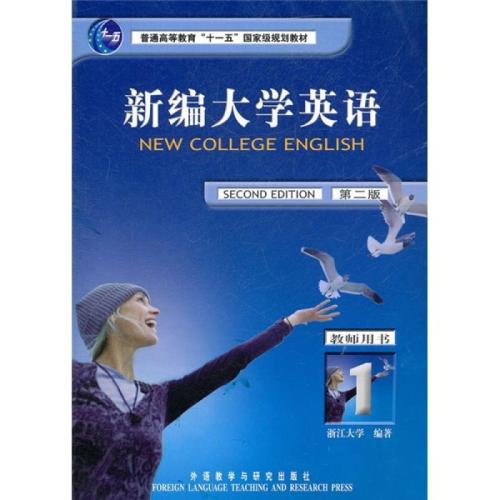 十一五
普通高等教育“十一五”国家级规划教材
新编大学英语
NEW COLLEGE ENGLISH
SECOND EDITION 第二版
教师用书
1
浙江大学 编著
外语教学与研究出版社
FOREIGN LANGUAGE TEACHING AND RESEARCH PRESS